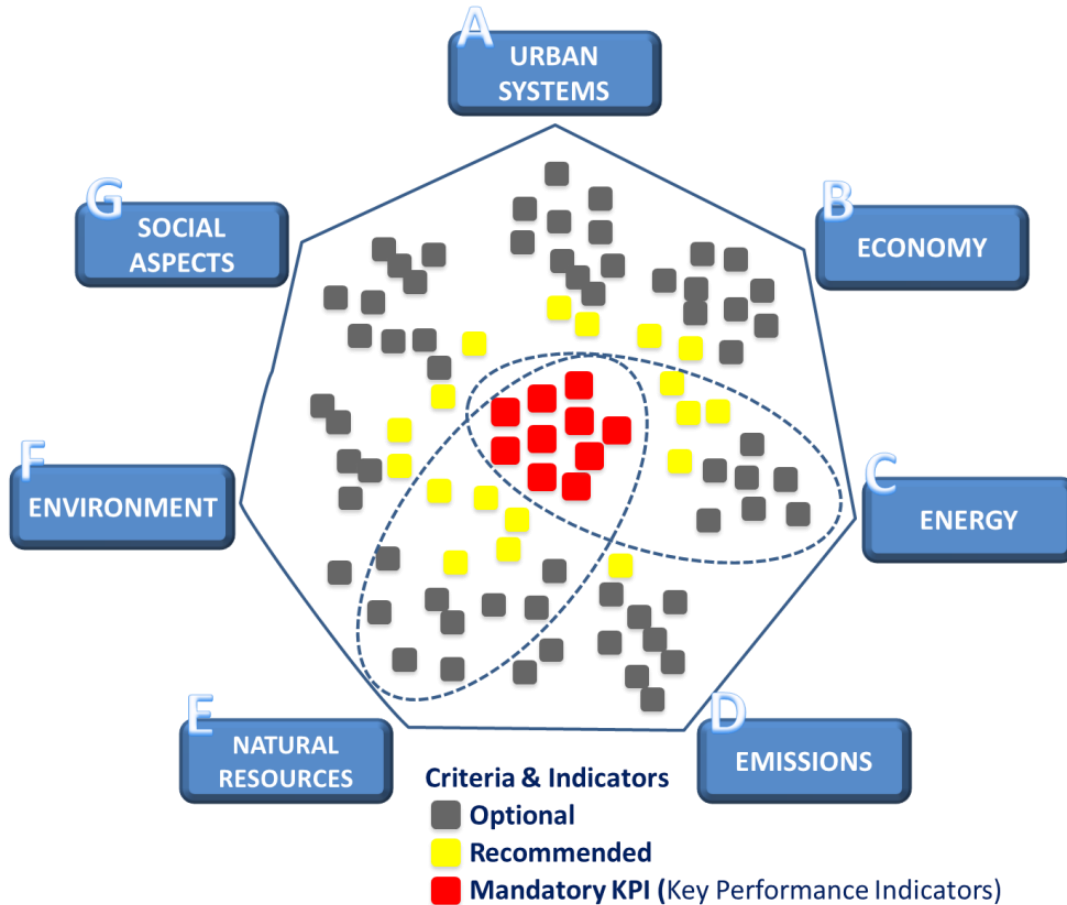 A
URBAN
SYSTEMS
G
SOCIAL
ASPECTS
B
ECONOMY
F
ENVIRONMENT
C
ENERGY
E
NATURAL
RESOURCES
D
EMISSIONS
Criteria & Indicators
Optional
Recommended
Mandatory KPI (Key Performance Indicators)